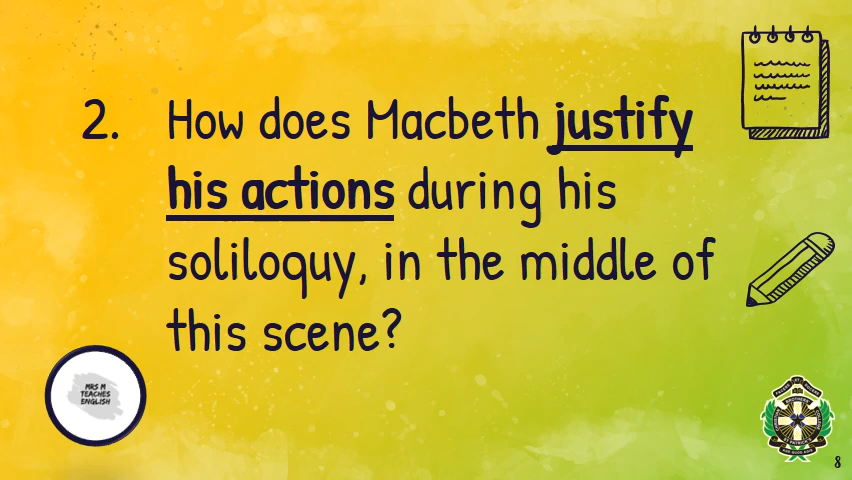 2. How does Macbeth justify
his actions during his
soliloquy, in the middle of
this scene?
MRS M
TEACHES
ENGLISH
8